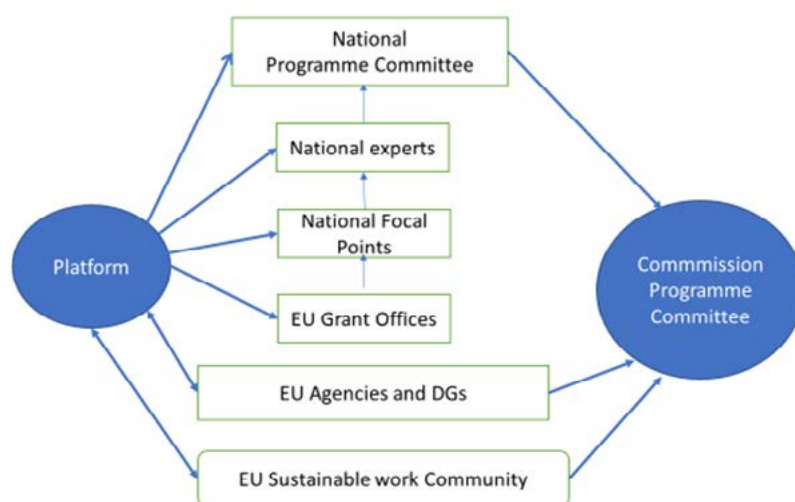 National
Programme Committee
National experts
National Focal
Points
Platform
EU Grant Offices
Commmission
Programme
Committee
EU Agencies and DGs
EU Sustainable work Community